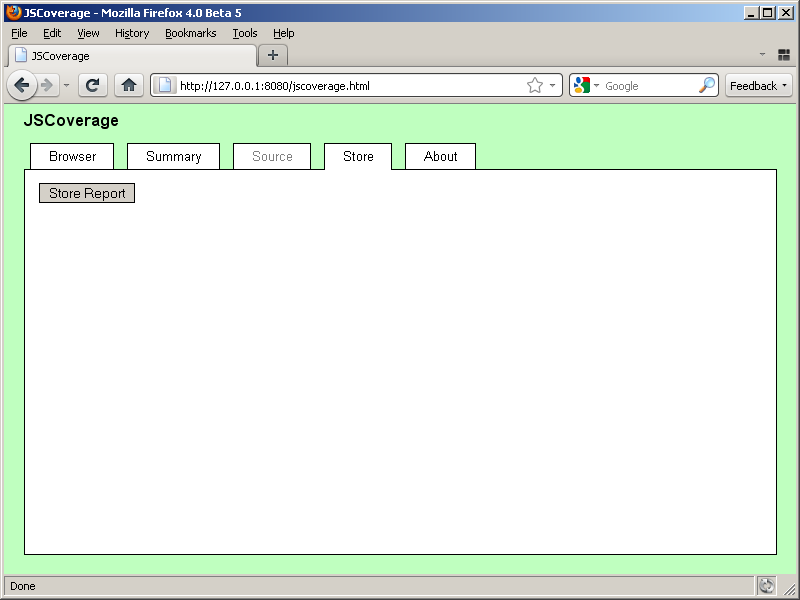 JSCoverage - Mozilla Firefox 4.0 Beta 5
File Edit View History Bookmarks Tools Help
JSCoverage
http://127.0.0.1:8080/jscoverage.html Google Feedback
JSCoverage
Browser Summary Source Store About
Store Report
Done